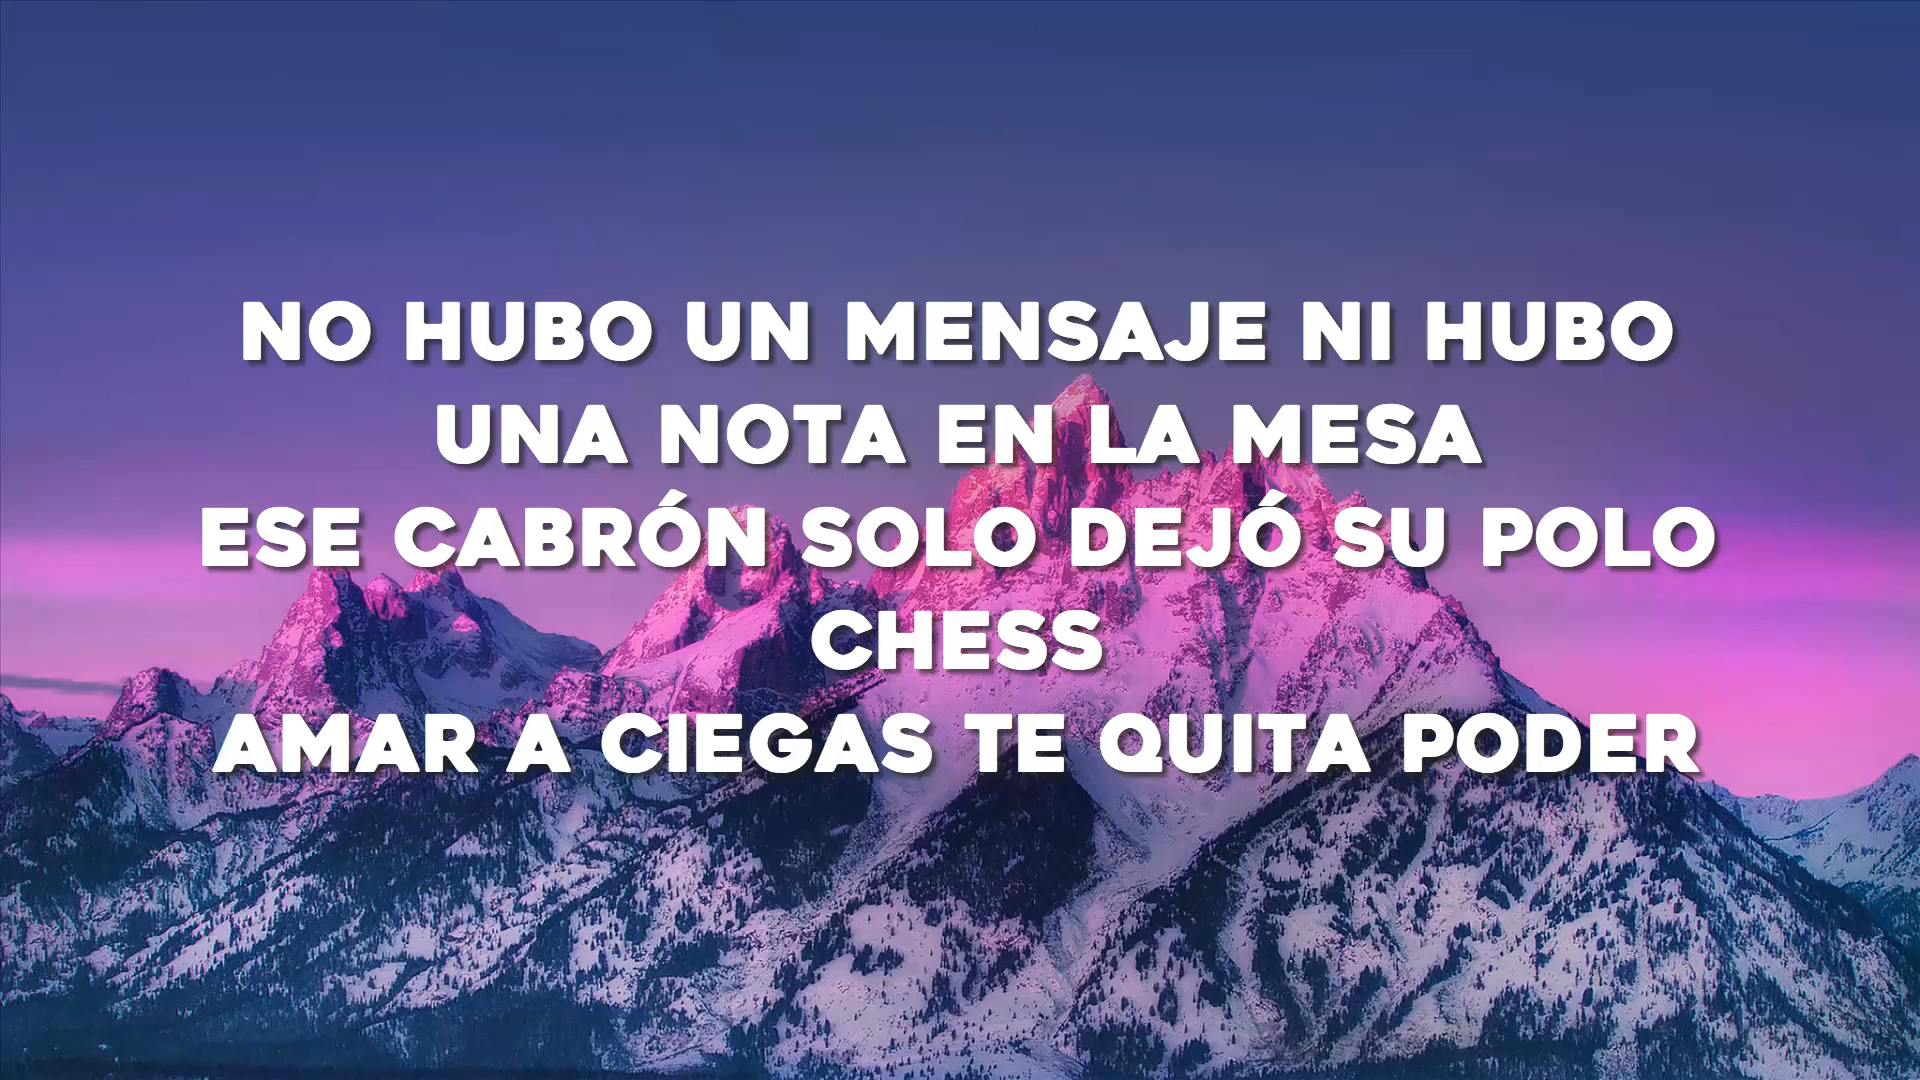 NO HUBO UN MENSAJE NI HUBO
UNA NOTA EN LA MESA
ESE CABRÓN SOLO DEJÓ SU POLO
CHESS
AMAR A CIEGAS TE QUITA PODER